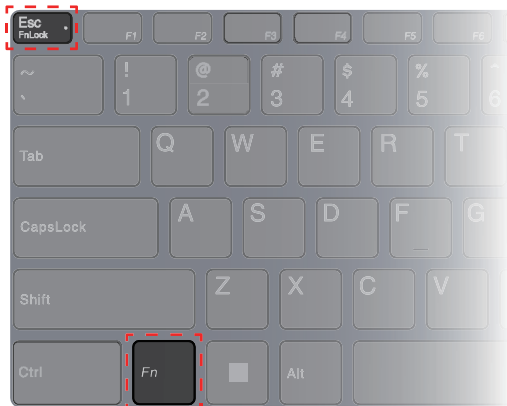 Esc
FnLock
F1 F2 F3 F4 F5 F6
~ ! @ # $ % ^
` 1 2 3 4 5 6
Tab Q W E R T
CapsLock A S D F G
Shift Z X C V
Ctrl Fn Alt